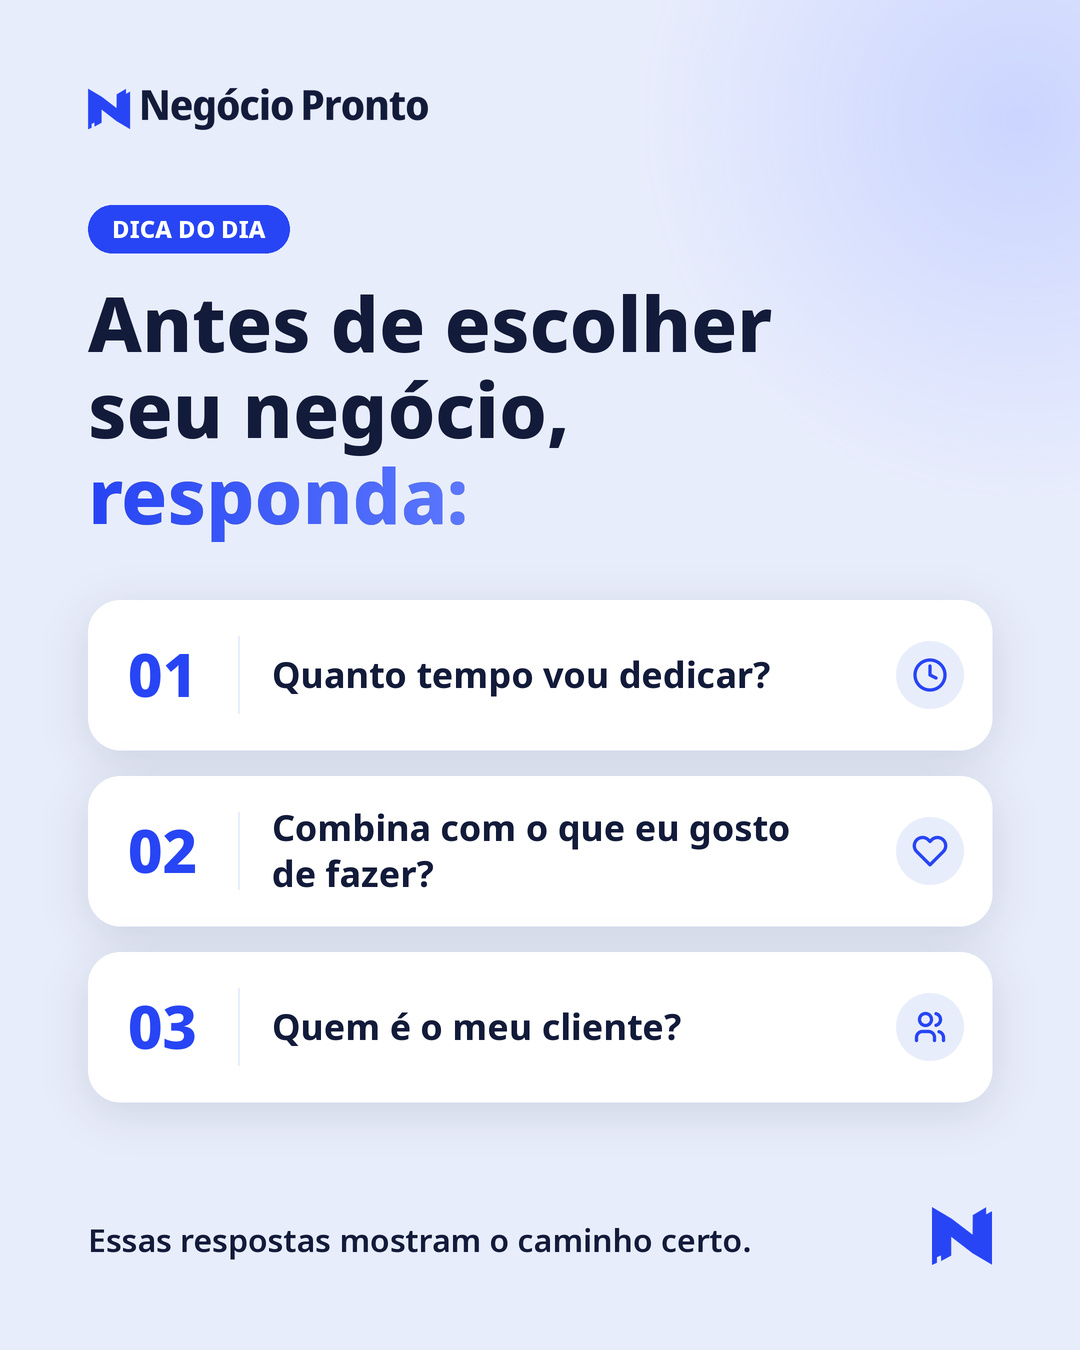 Negócio Pronto
DICA DO DIA
Antes de escolher
seu negócio,
responda:
01 Quanto tempo vou dedicar?
02 Combina com o que eu gosto
de fazer?
03 Quem é o meu cliente?
Essas respostas mostram o caminho certo.